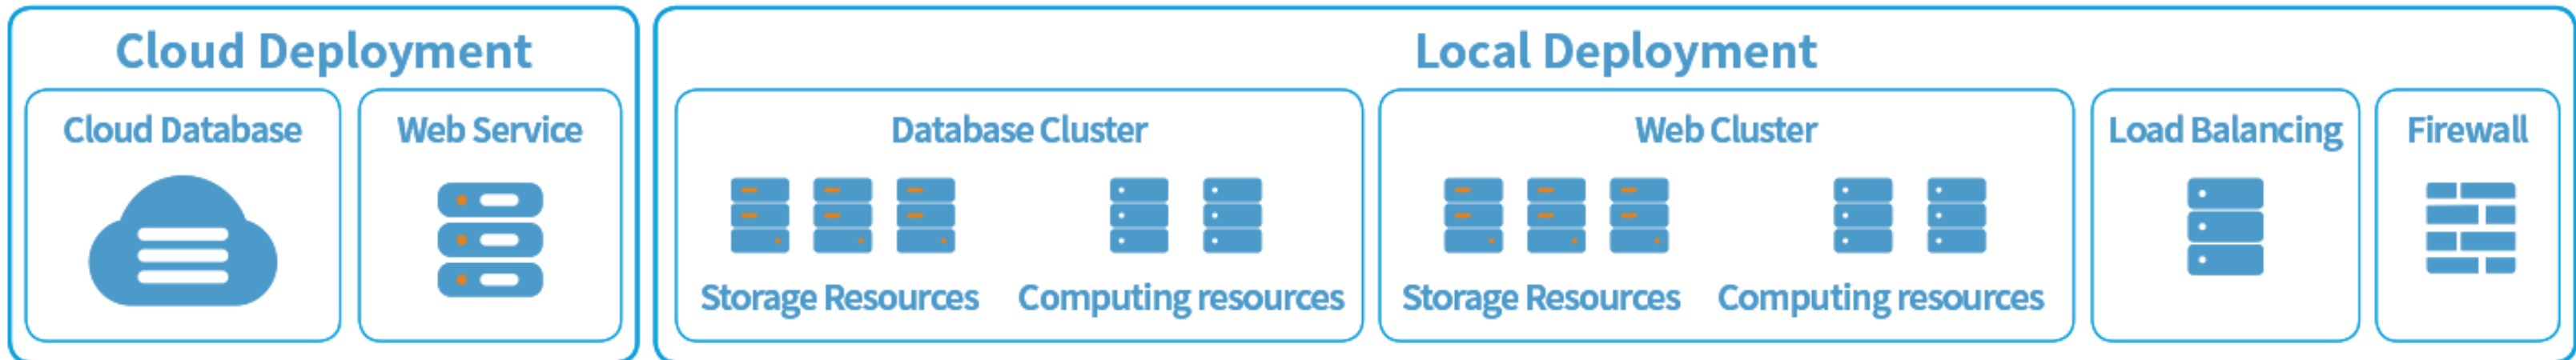 Cloud Deployment
Cloud Database
Web Service
Local Deployment
Database Cluster
Storage Resources
Computing resources
Web Cluster
Storage Resources
Computing resources
Load Balancing
Firewall